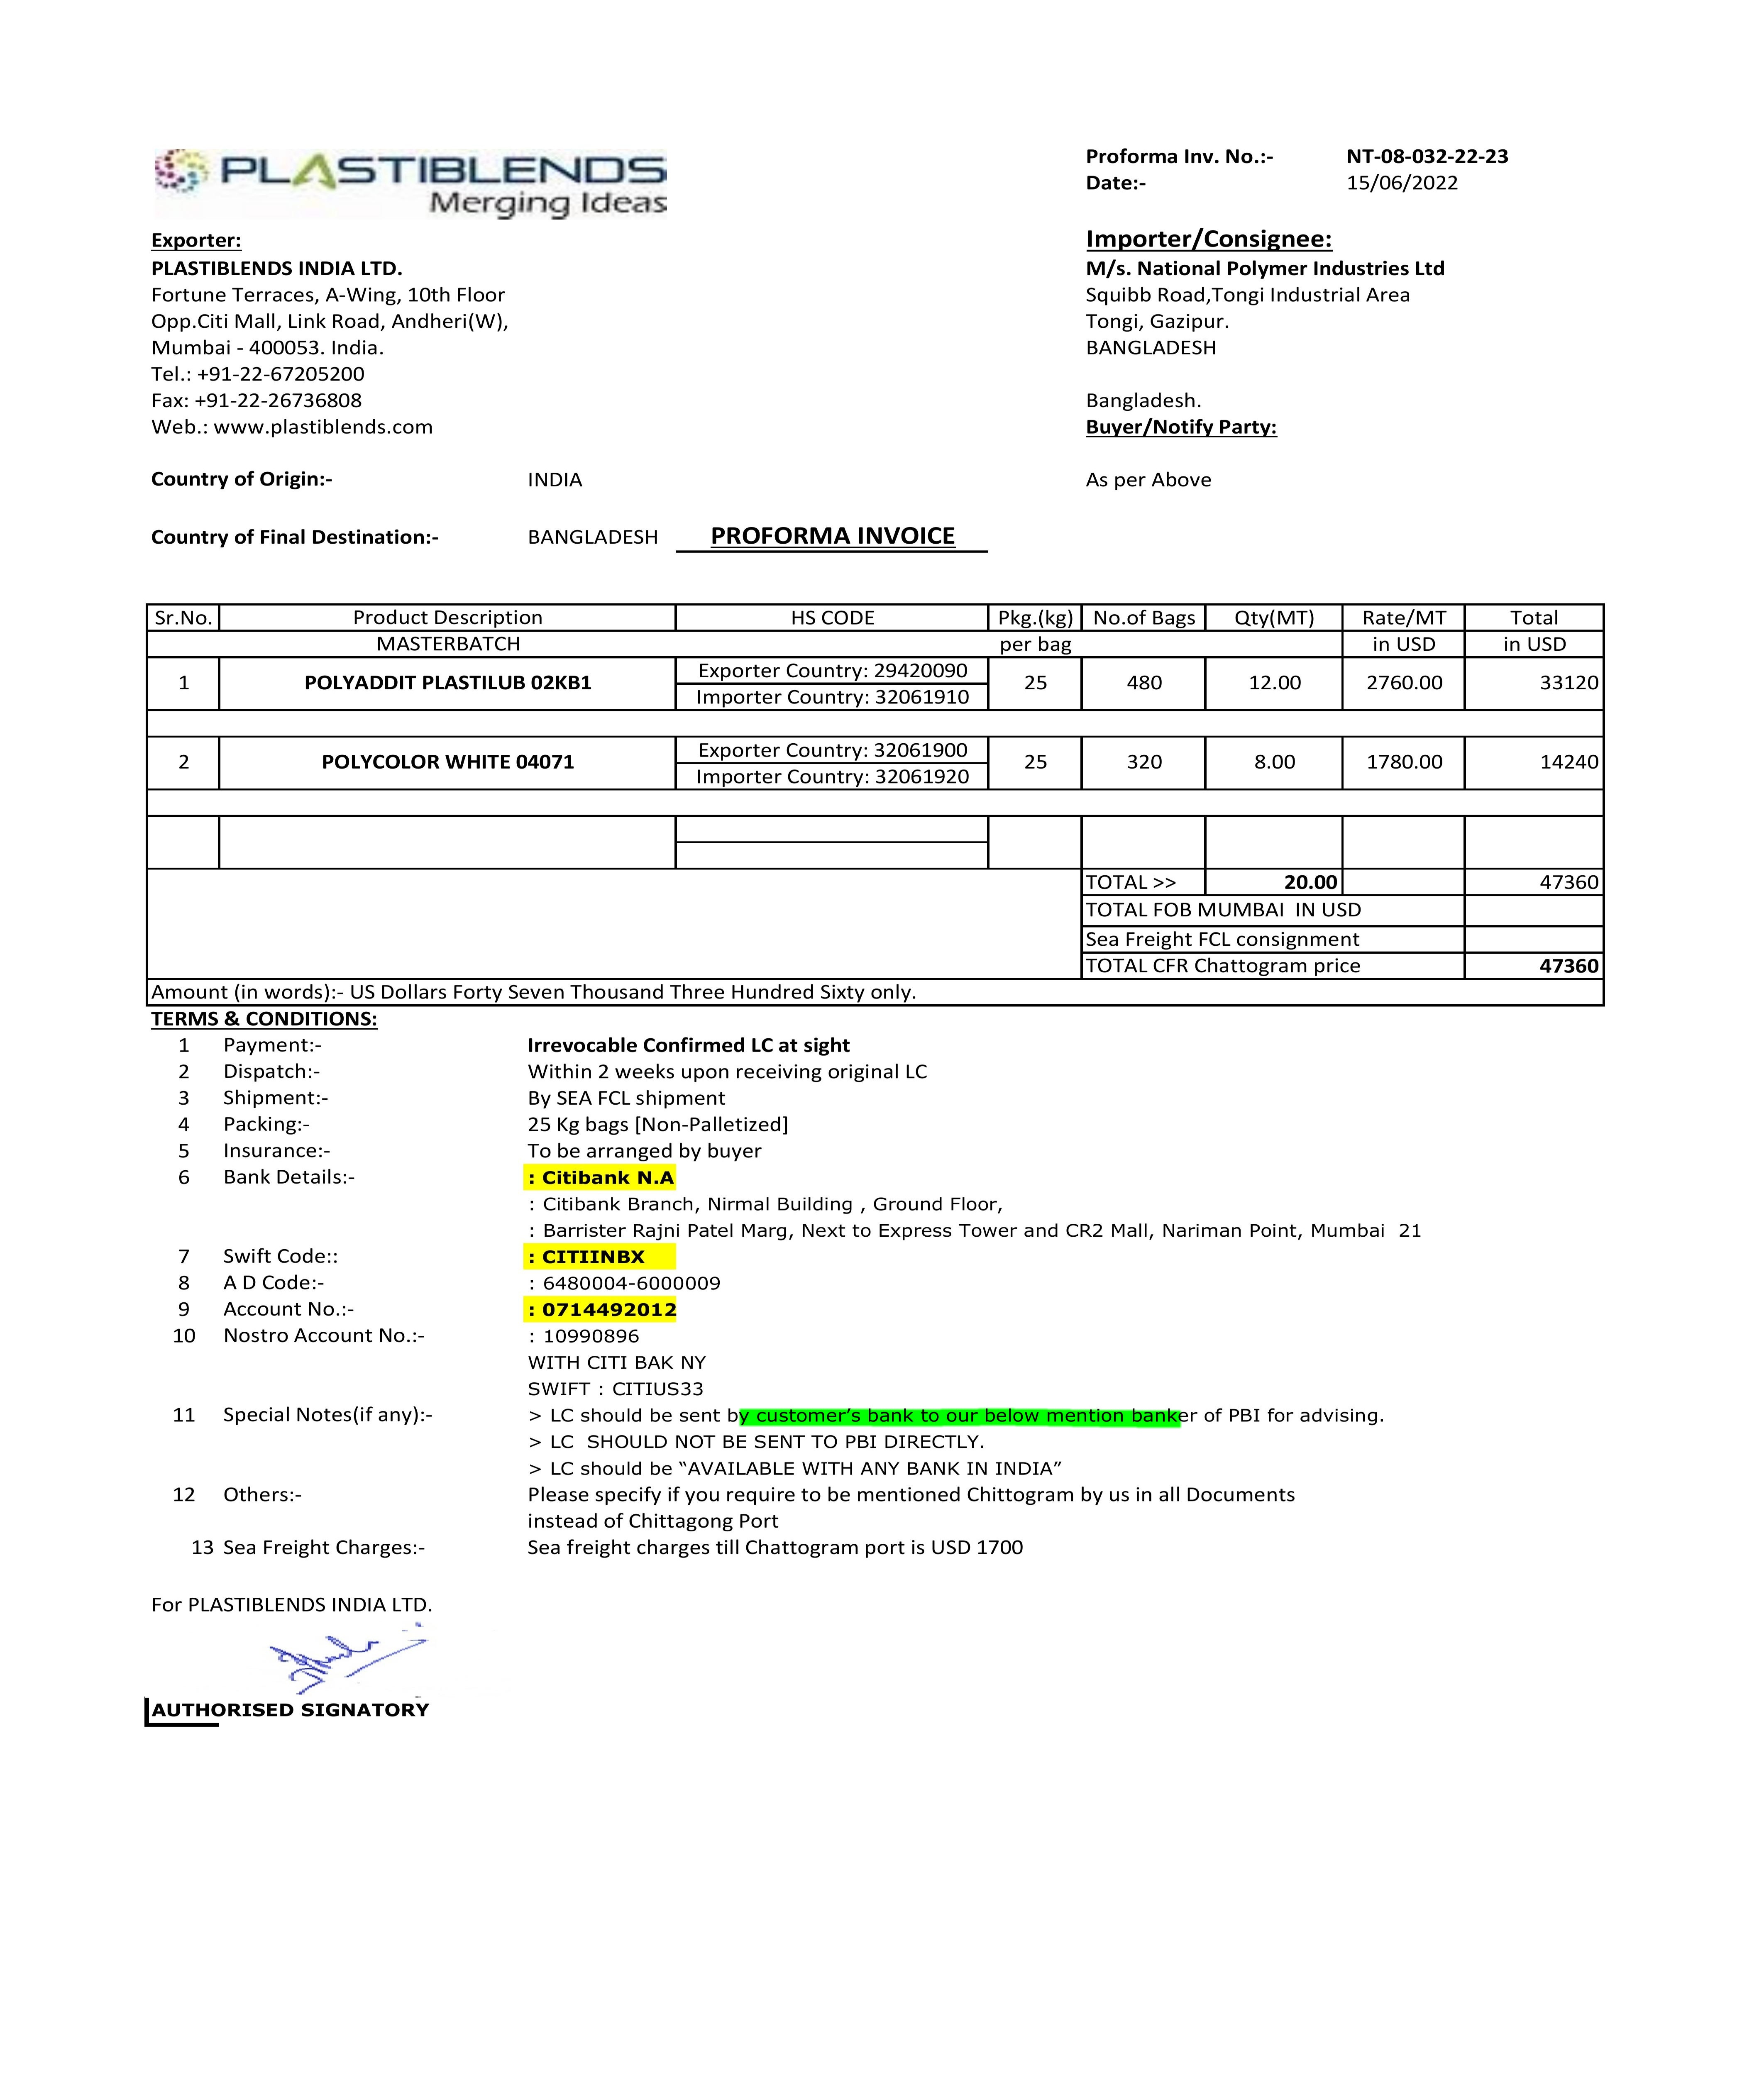 PLASTIBLENDS
Merging Ideas
Proforma Inv. No.:- NT-08-032-22-23
Date:- 15/06/2022
Exporter:
PLASTIBLENDS INDIA LTD.
Fortune Terraces, A-Wing, 10th Floor
Opp.Citi Mall, Link Road, Andheri(W),
Mumbai - 400053. India.
Tel.: +91-22-67205200
Fax: +91-22-26736808
Web.: www.plastiblends.com
Importer/Consignee:
M/s. National Polymer Industries Ltd
Squibb Road,Tongi Industrial Area
Tongi, Gazipur.
BANGLADESH
Bangladesh.
Buyer/Notify Party:
Country of Origin:- INDIA As per Above
Country of Final Destination:- BANGLADESH PROFORMA INVOICE
Sr.No. Product Description HS CODE Pkg.(kg) No.of Bags Qty(MT) Rate/MT Total
MASTERBATCH per bag in USD in USD
1 POLYADDIT PLASTILUB 02KB1 Exporter Country: 29420090 25 480 12.00 2760.00 33120
Importer Country: 32061910
2 POLYCOLOR WHITE 04071 Exporter Country: 32061900 25 320 8.00 1780.00 14240
Importer Country: 32061920
TOTAL >> 20.00 47360
TOTAL FOB MUMBAI IN USD
Sea Freight FCL consignment
TOTAL CFR Chattogram price 47360
Amount (in words):- US Dollars Forty Seven Thousand Three Hundred Sixty only.
TERMS & CONDITIONS:
1 Payment:- Irrevocable Confirmed LC at sight
2 Dispatch:- Within 2 weeks upon receiving original LC
3 Shipment:- By SEA FCL shipment
4 Packing:- 25 Kg bags [Non-Palletized]
5 Insurance:- To be arranged by buyer
6 Bank Details:- : Citibank N.A
: Citibank Branch, Nirmal Building , Ground Floor,
: Barrister Rajni Patel Marg, Next to Express Tower and CR2 Mall, Nariman Point, Mumbai 21
7 Swift Code:: : CITIINBX
8 A D Code:- : 6480004-6000009
9 Account No.:- : 0714492012
10 Nostro Account No.:- : 10990896
WITH CITI BAK NY
SWIFT : CITIUS33
11 Special Notes(if any):- > LC should be sent by customer’s bank to our below mention banker of PBI for advising.
> LC SHOULD NOT BE SENT TO PBI DIRECTLY.
> LC should be “AVAILABLE WITH ANY BANK IN INDIA”
12 Others:- Please specify if you require to be mentioned Chittogram by us in all Documents
instead of Chittagong Port
13 Sea Freight Charges:- Sea freight charges till Chattogram port is USD 1700
For PLASTIBLENDS INDIA LTD.
AUTHORISED SIGNATORY